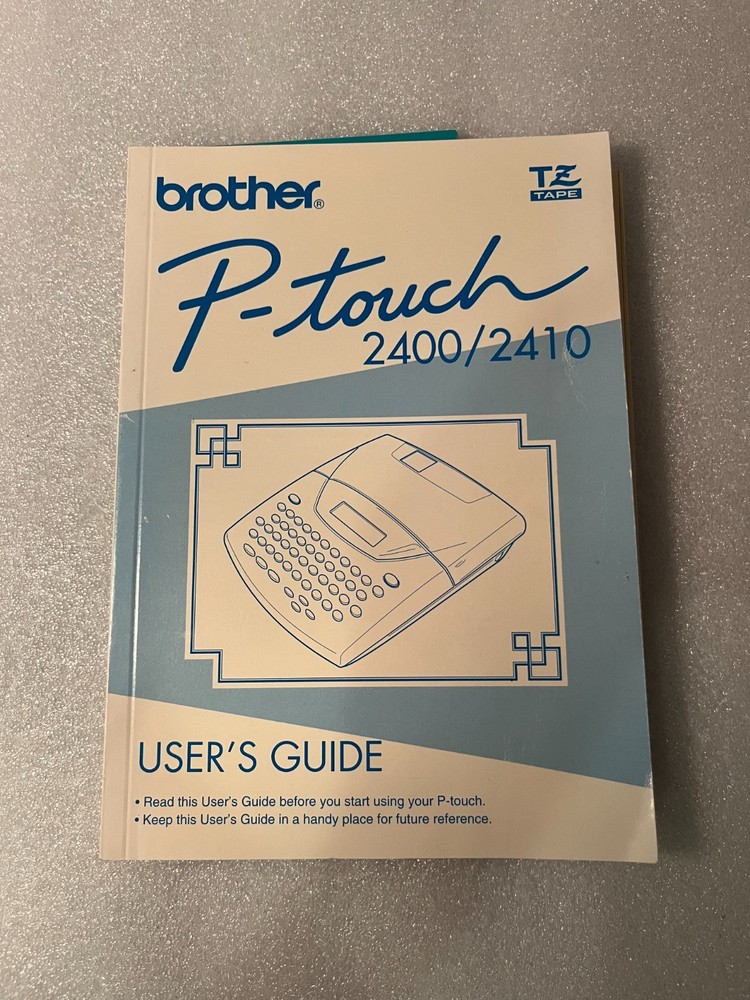 brother®
TZ
TAPE
P-touch
2400/2410
USER'S GUIDE
• Read this User's Guide before you start using your P-touch.
• Keep this User's Guide in a handy place for future reference.